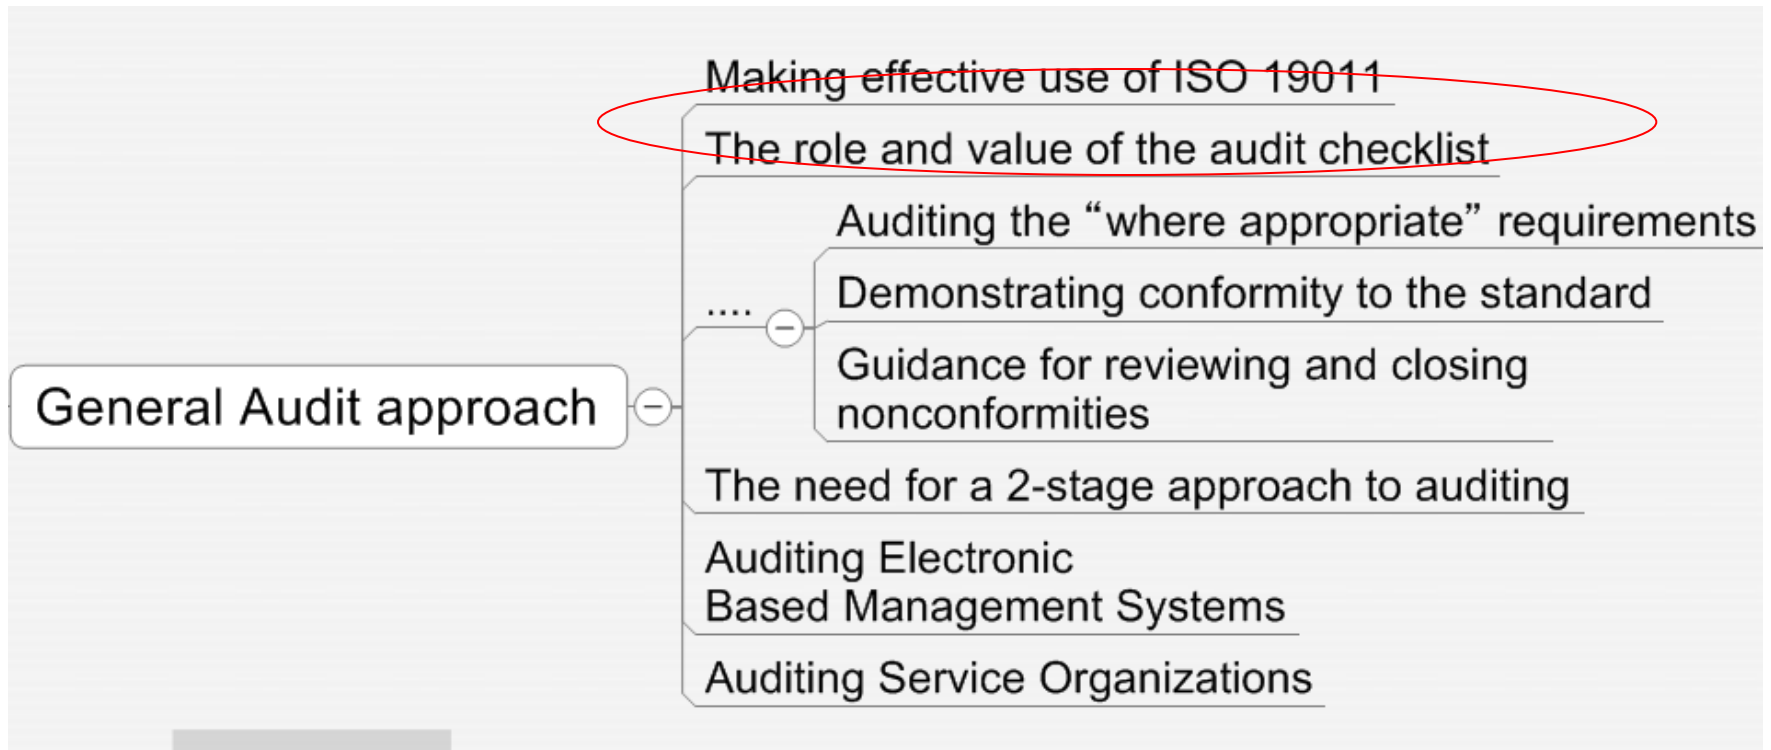 Making effective use of ISO 19011
The role and value of the audit checklist
Auditing the “where appropriate” requirements
....
Demonstrating conformity to the standard
Guidance for reviewing and closing
nonconformities
General Audit approach
The need for a 2-stage approach to auditing
Auditing Electronic
Based Management Systems
Auditing Service Organizations